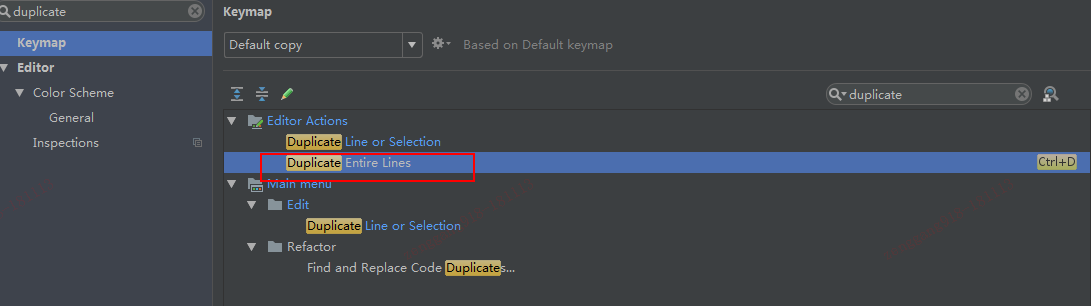 duplicate
Keymap
Editor
Color Scheme
General
Inspections
Keymap
Default copy
Based on Default keymap
duplicate
Editor Actions
Duplicate Line or Selection
Duplicate Entire Lines
Ctrl+D
Main menu
Edit
Duplicate Line or Selection
Refactor
Find and Replace Code Duplicates...